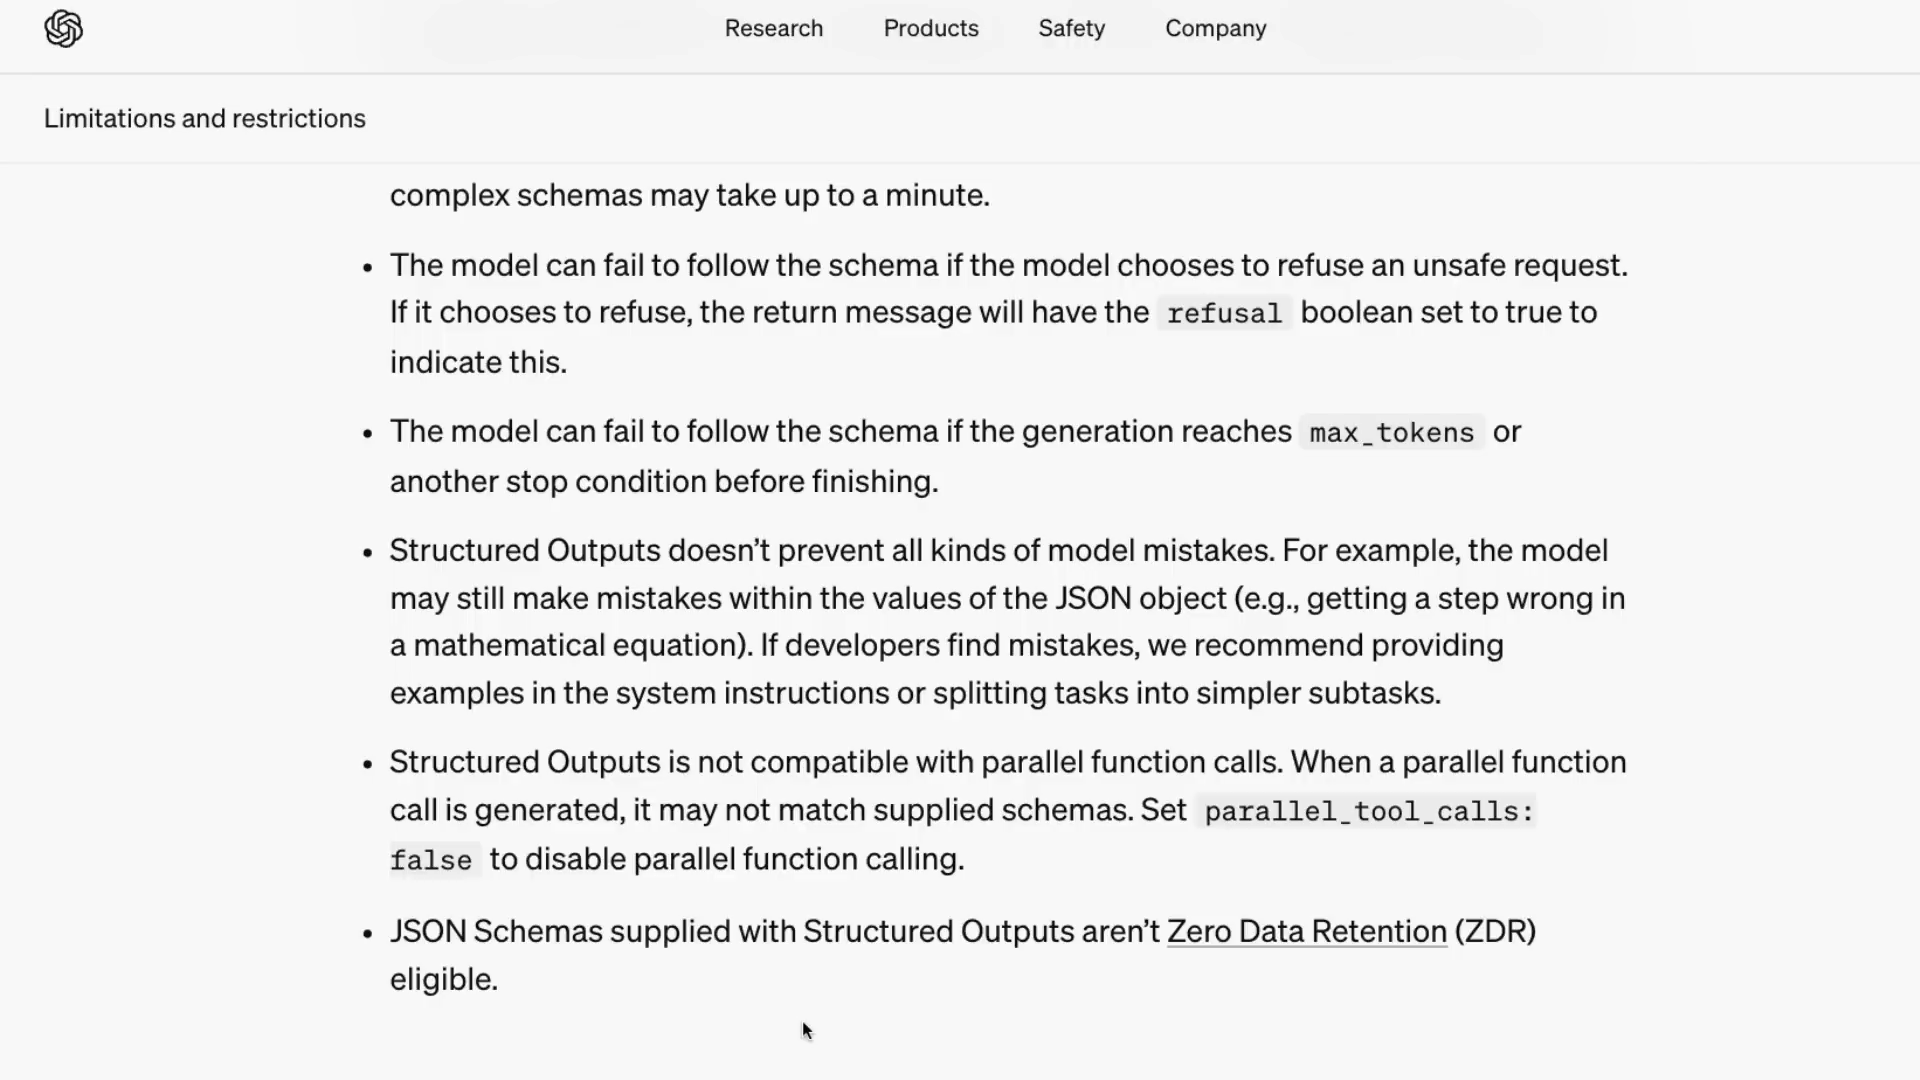 Research Products Safety Company
Limitations and restrictions
complex schemas may take up to a minute.
• The model can fail to follow the schema if the model chooses to refuse an unsafe request.
If it chooses to refuse, the return message will have the refusal boolean set to true to
indicate this.
• The model can fail to follow the schema if the generation reaches max_tokens or
another stop condition before finishing.
• Structured Outputs doesn’t prevent all kinds of model mistakes. For example, the model
may still make mistakes within the values of the JSON object (e.g., getting a step wrong in
a mathematical equation). If developers find mistakes, we recommend providing
examples in the system instructions or splitting tasks into simpler subtasks.
• Structured Outputs is not compatible with parallel function calls. When a parallel function
call is generated, it may not match supplied schemas. Set parallel_tool_calls:
false to disable parallel function calling.
• JSON Schemas supplied with Structured Outputs aren’t Zero Data Retention (ZDR)
eligible.